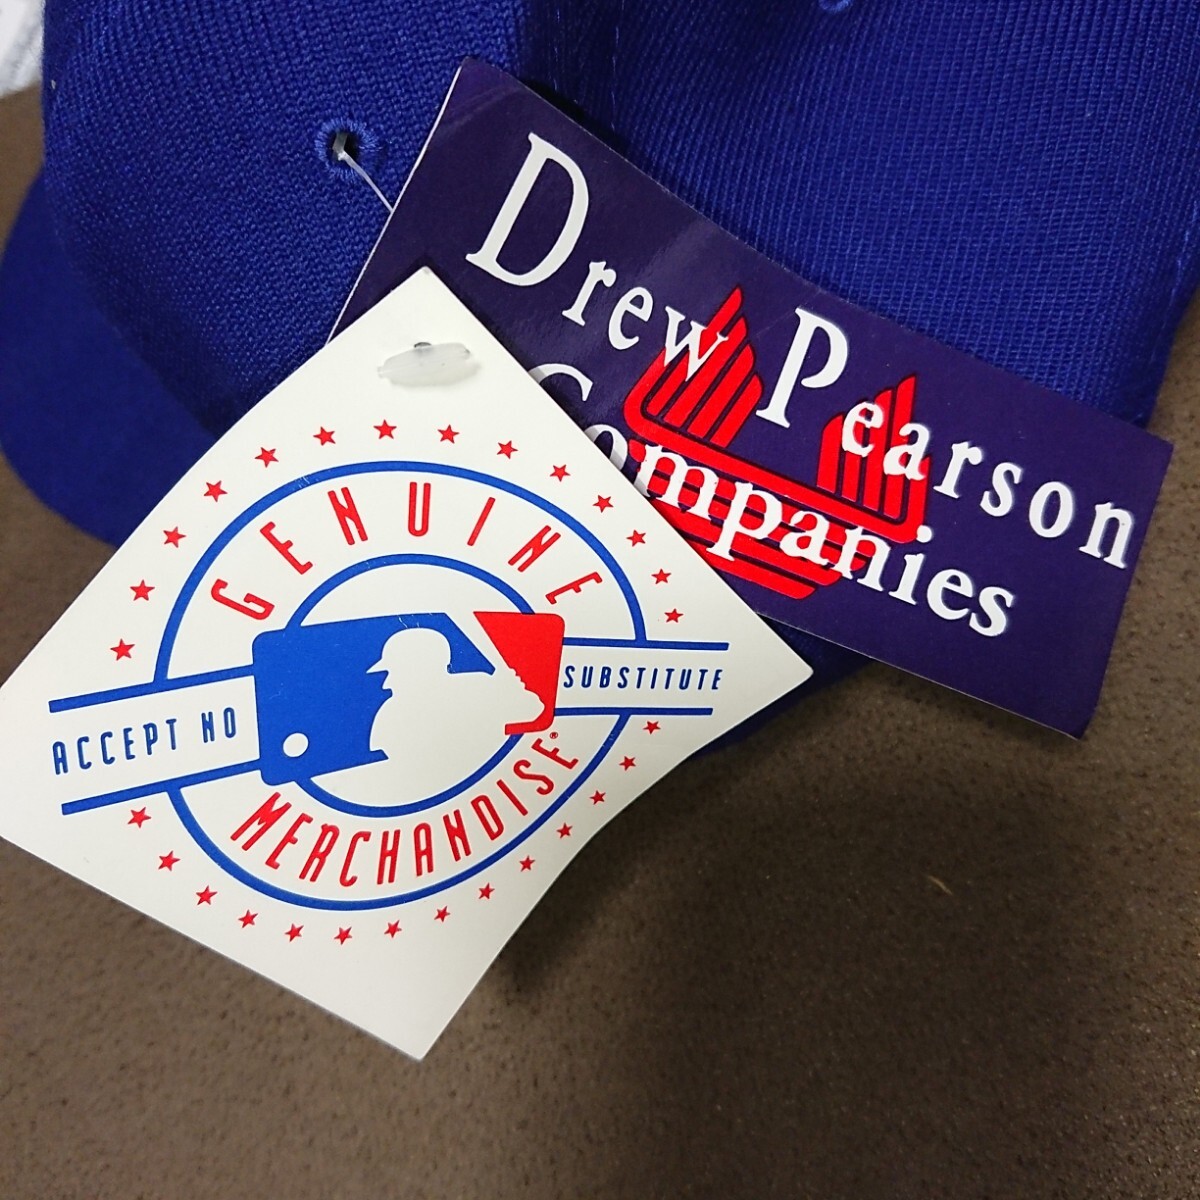 Drew Pearson
Companies
GENUINE
ACCEPT NO
SUBSTITUTE
MERCHANDISE®